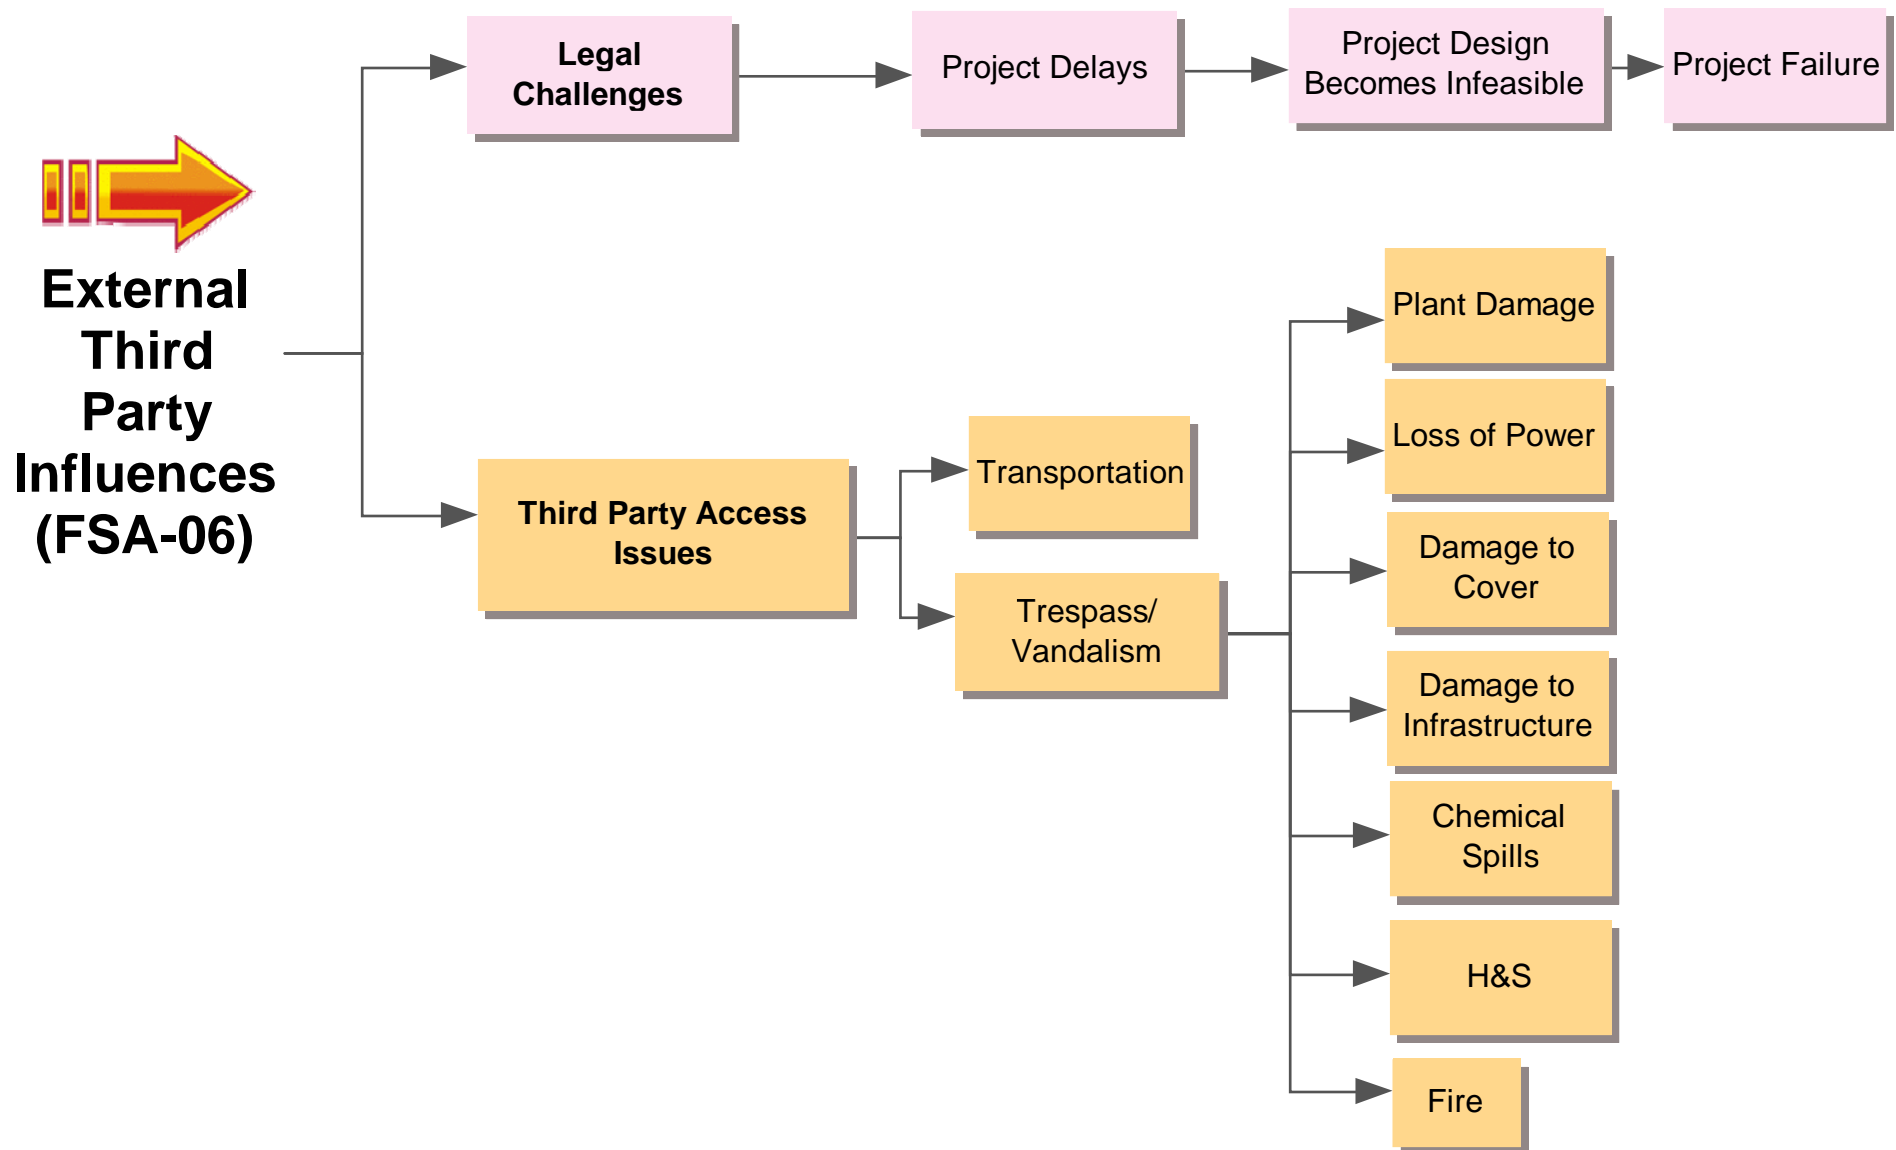 Legal
Challenges
Project Delays
Project Design
Becomes Infeasible
Project Failure
External
Third
Party
Influences
(FSA-06)
Third Party Access
Issues
Transportation
Trespass/
Vandalism
Plant Damage
Loss of Power
Damage to
Cover
Damage to
Infrastructure
Chemical
Spills
H&S
Fire